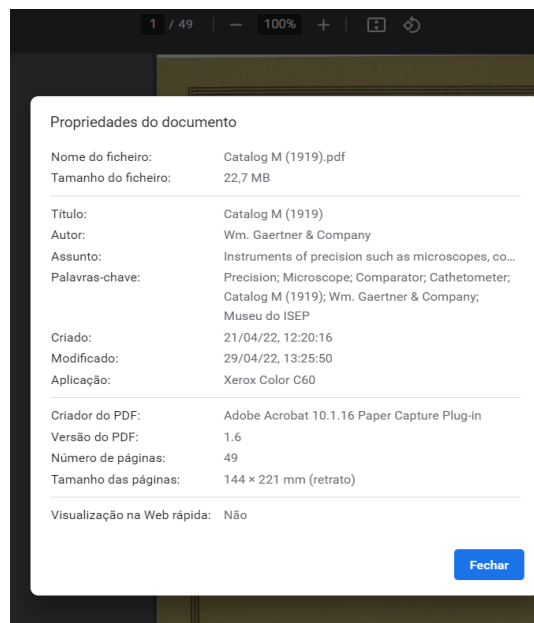 1 / 49 | — 100% + |
Propriedades do documento
Nome do ficheiro: Catalog M (1919).pdf
Tamanho do ficheiro: 22,7 MB
Título: Catalog M (1919)
Autor: Wm. Gaertner & Company
Assunto: Instruments of precision such as microscopes, co...
Palavras-chave: Precision; Microscope; Comparator; Cathetometer;
Catalog M (1919); Wm. Gaertner & Company;
Museu do ISEP
Criado: 21/04/22, 12:20:16
Modificado: 29/04/22, 13:25:50
Aplicação: Xerox Color C60
Criador do PDF: Adobe Acrobat 10.1.16 Paper Capture Plug-in
Versão do PDF: 1.6
Número de páginas: 49
Tamanho das páginas: 144 × 221 mm (retrato)
Visualização na Web rápida: Não
Fechar